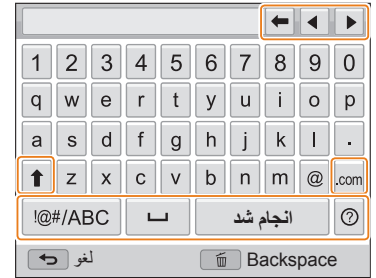 1 2 3 4 5 6 7 8 9 0
q w e r t y u i o p
a s d f g h j k l .
z x c v b n m @ .com
!@#/ABC انجام شد ?
لغو Backspace